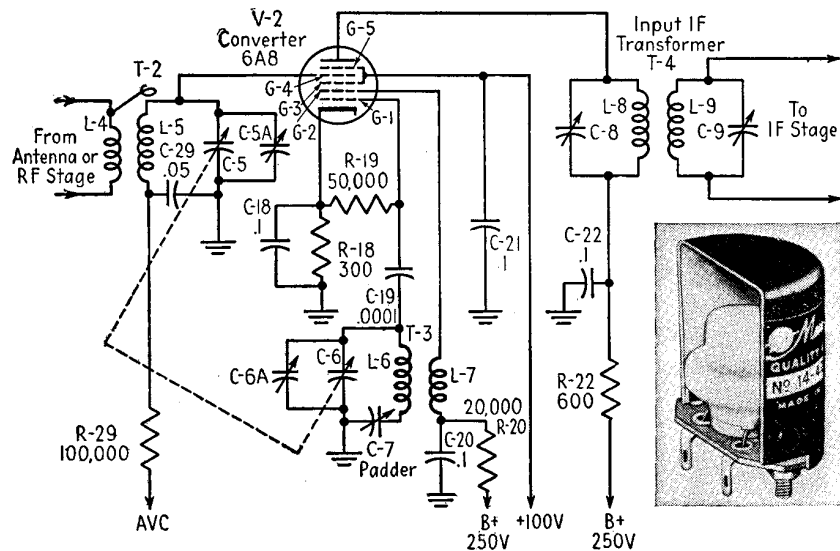 V-2
Converter
6A8
G-5
G-4
G-3
G-2
G-1
T-2
L-4
L-5
C-29
.05
C-5
C-5A
From
Antenna or
RF Stage
R-19
50,000
C-18
.1
R-18
300
C-19
.0001
C-21
.1
Input IF
Transformer
T-4
L-8
C-8
L-9
C-9
To
IF Stage
C-22
.1
R-22
600
T-3
C-6A
C-6
L-6
L-7
C-7
Padder
20,000
R-20
C-20
.1
R-29
100,000
AVC
B+
250V
+100V
B+
250V
QUALITY
No. 14-4
MADE